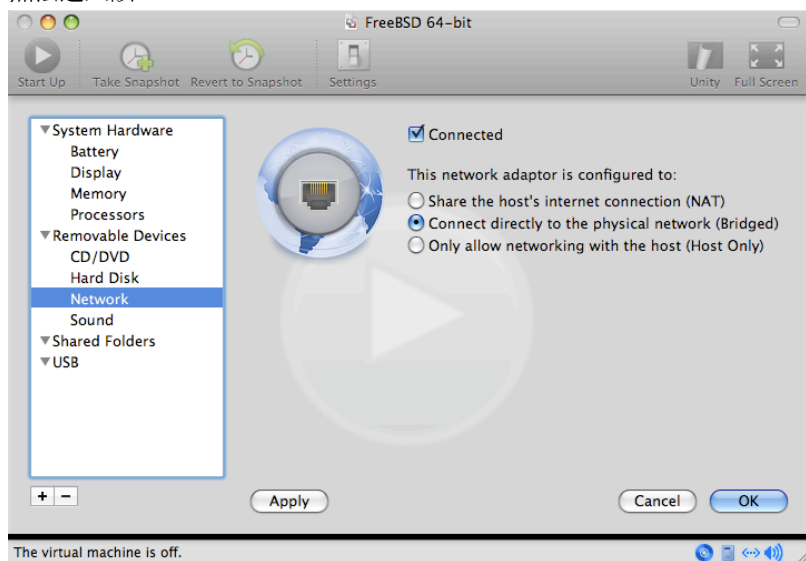 FreeBSD 64-bit
Start Up Take Snapshot Revert to Snapshot Settings Unity Full Screen
System Hardware
Battery
Display
Memory
Processors
Removable Devices
CD/DVD
Hard Disk
Network
Sound
Shared Folders
USB
Connected
This network adaptor is configured to:
Share the host's internet connection (NAT)
Connect directly to the physical network (Bridged)
Only allow networking with the host (Host Only)
+ −
Apply
Cancel
OK
The virtual machine is off.